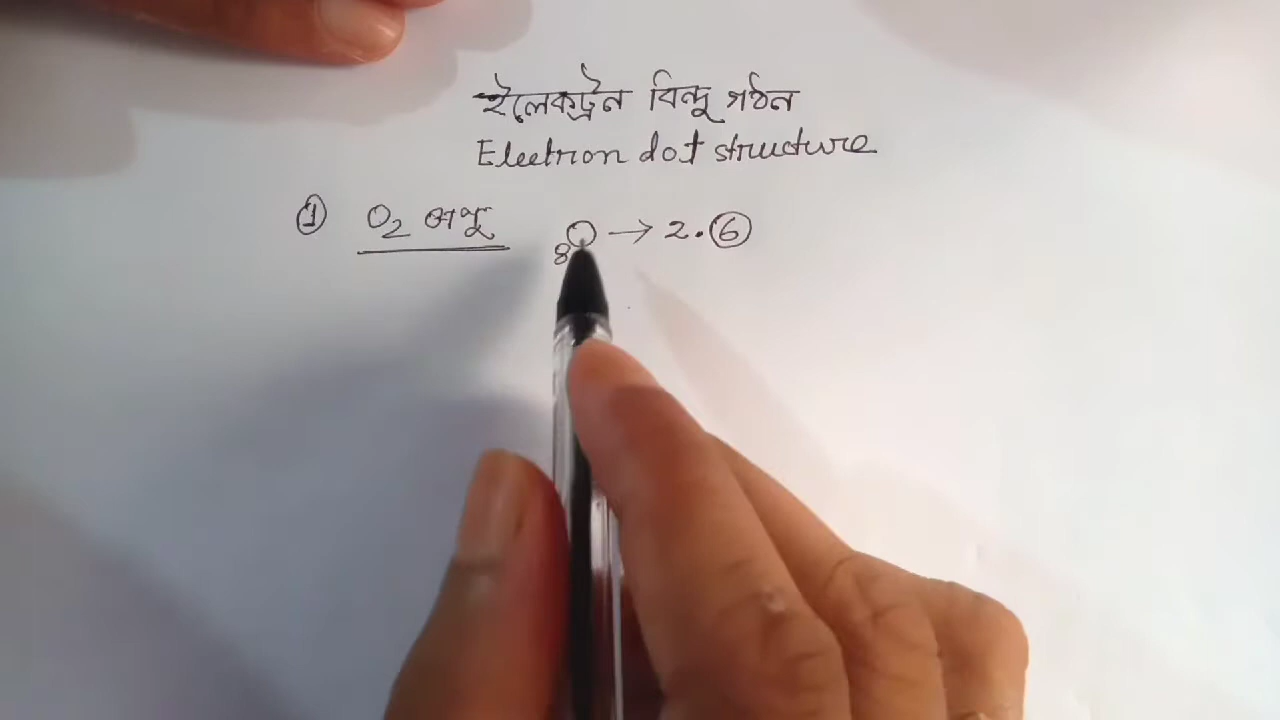 ইলেকট্রন বিন্দু গঠন
Electron dot structure
① O₂ অণু ₈O → 2.⑥